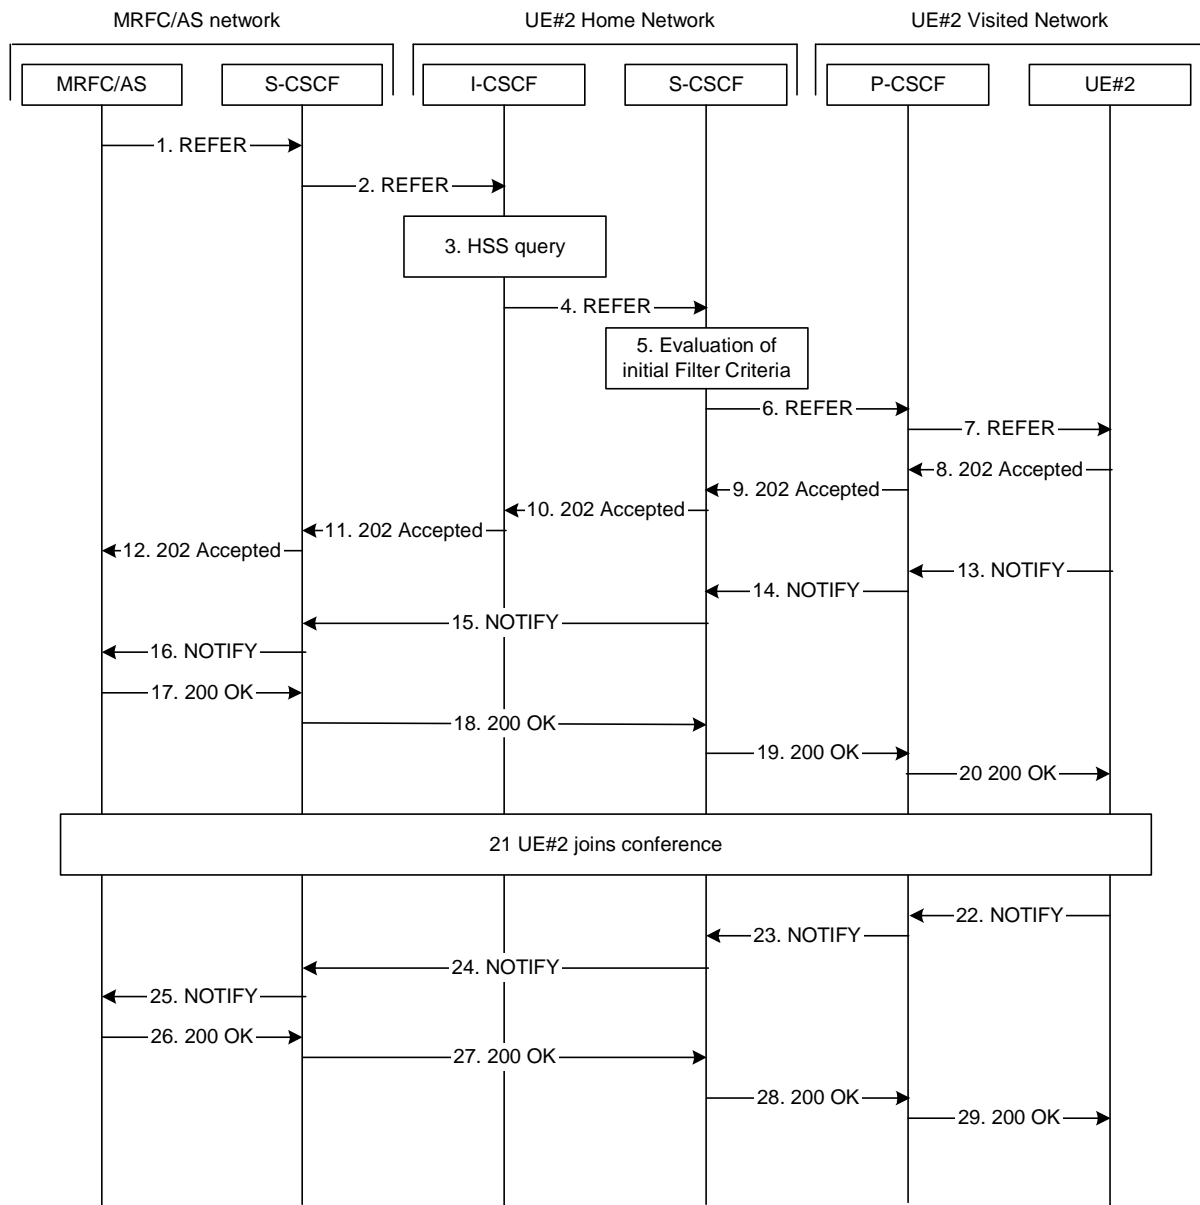 MRFC/AS network
UE#2 Home Network
UE#2 Visited Network
MRFC/AS
S-CSCF
I-CSCF
S-CSCF
P-CSCF
UE#2
1. REFER
2. REFER
3. HSS query
4. REFER
5. Evaluation of
initial Filter Criteria
6. REFER
7. REFER
8. 202 Accepted
9. 202 Accepted
10. 202 Accepted
11. 202 Accepted
12. 202 Accepted
13. NOTIFY
14. NOTIFY
15. NOTIFY
16. NOTIFY
17. 200 OK
18. 200 OK
19. 200 OK
20 200 OK
21 UE#2 joins conference
22. NOTIFY
23. NOTIFY
24. NOTIFY
25. NOTIFY
26. 200 OK
27. 200 OK
28. 200 OK
29. 200 OK